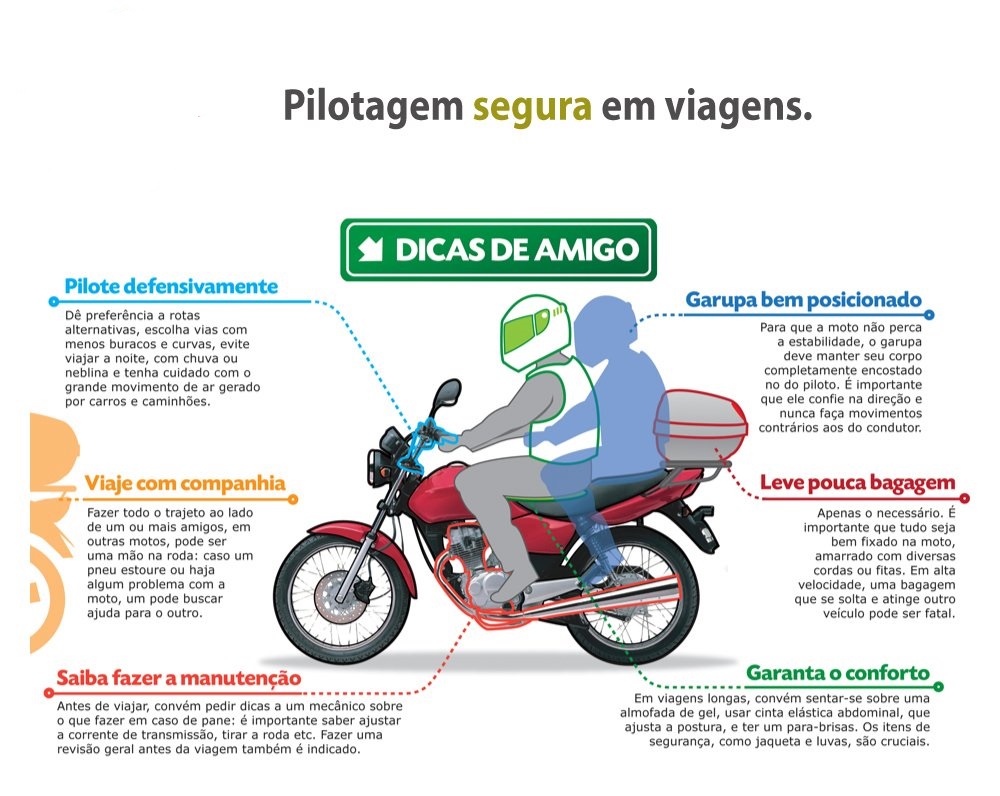 Pilotagem segura em viagens.
DICAS DE AMIGO
Pilote defensivamente
Dê preferência a rotas
alternativas, escolha vias com
menos buracos e curvas, evite
viajar a noite, com chuva ou
neblina e tenha cuidado com o
grande movimento de ar gerado
por carros e caminhões.
Garupa bem posicionado
Para que a moto não perca
a estabilidade, o garupa
deve manter seu corpo
completamente encostado
no do piloto. É importante
que ele confie na direção e
nunca faça movimentos
contrários aos do condutor.
Viaje com companhia
Fazer todo o trajeto ao lado
de um ou mais amigos, em
outras motos, pode ser
uma mão na roda: caso um
pneu estoure ou haja
algum problema com a
moto, um pode buscar
ajuda para o outro.
Leve pouca bagagem
Apenas o necessário. É
importante que tudo seja
bem fixado na moto,
amarrado com diversas
cordas ou fitas. Em alta
velocidade, uma bagagem
que se solta e atinge outro
veículo pode ser fatal.
Saiba fazer a manutenção
Antes de viajar, convém pedir dicas a um mecânico sobre
o que fazer em caso de pane: é importante saber ajustar
a corrente de transmissão, tirar a roda etc. Fazer uma
revisão geral antes da viagem também é indicado.
Garanta o conforto
Em viagens longas, convém sentar-se sobre uma
almofada de gel, usar cinta elástica abdominal, que
ajusta a postura, e ter um para-brisas. Os itens de
segurança, como jaqueta e luvas, são cruciais.